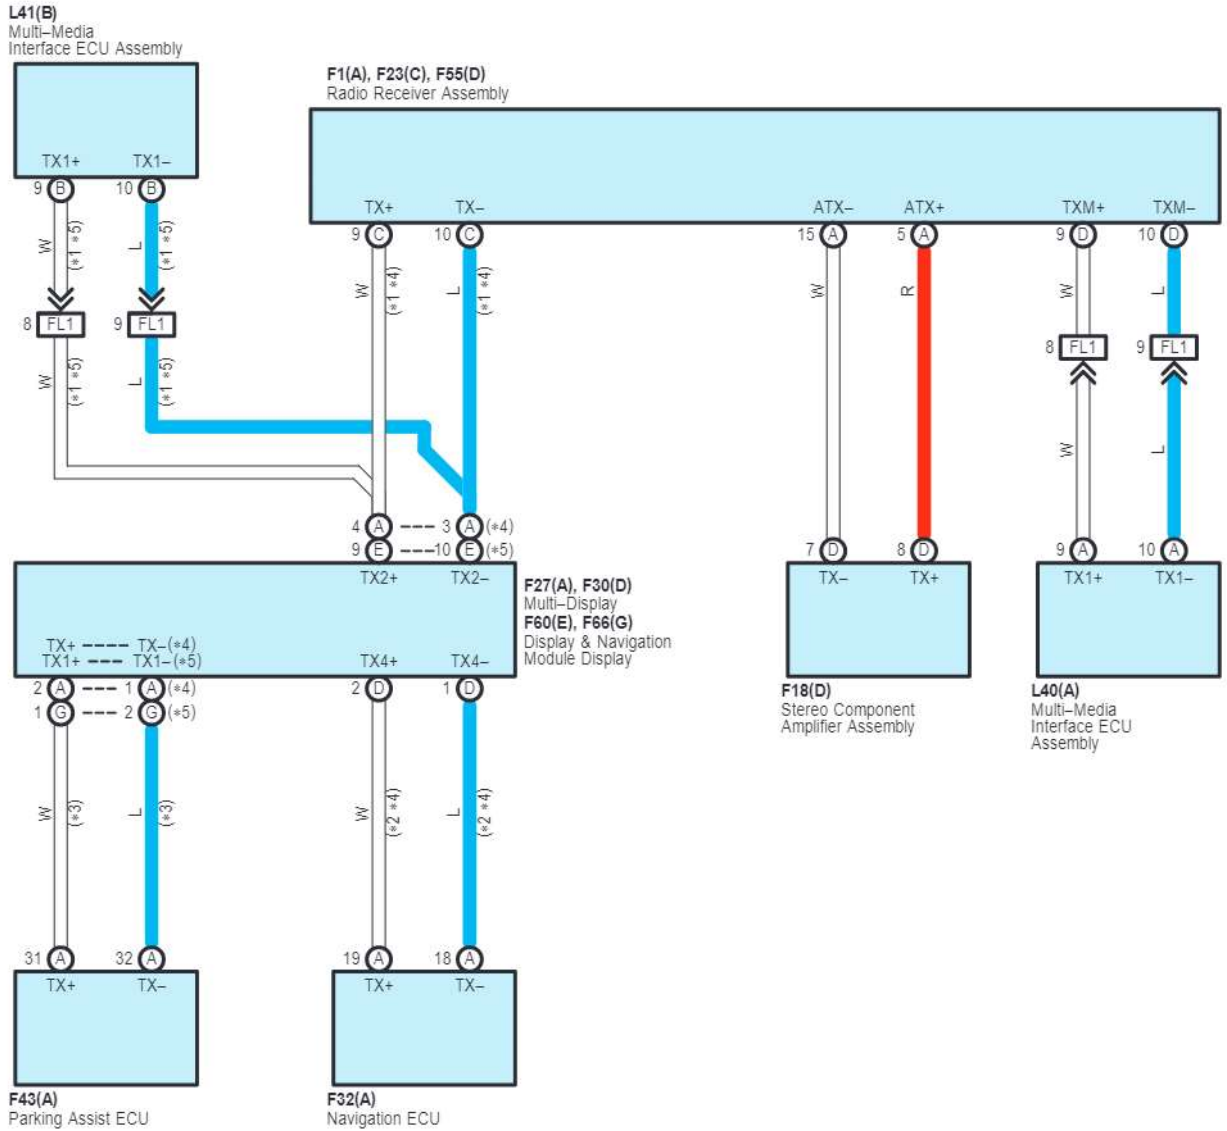 L41(B)
Multi–Media
Interface ECU Assembly
F1(A), F23(C), F55(D)
Radio Receiver Assembly
TX1+ TX1–
9 B 10 B
W (*1 *5) L (*1 *5)
8 FL1 9 FL1
W (*1 *5) L (*1 *5)
TX+ TX– ATX– ATX+ TXM+ TXM–
9 C 10 C 15 A 5 A 9 D 10 D
W (*1 *4) L (*1 *4) W R W L
8 FL1 9 FL1
W L
4 A 3 A (*4)
9 E 10 E (*5)
TX2+ TX2–
F27(A), F30(D)
Multi–Display
F60(E), F66(G)
Display & Navigation
Module Display
TX+ TX– (*4)
TX1+ TX1– (*5)
TX4+ TX4–
2 A 1 A (*4)
1 G 2 G (*5)
2 D 1 D
7 D 8 D
TX– TX+
F18(D)
Stereo Component
Amplifier Assembly
9 A 10 A
TX1+ TX1–
L40(A)
Multi–Media
Interface ECU
Assembly
W (*3) L (*3) W (*2 *4) L (*2 *4)
31 A 32 A 19 A 18 A
TX+ TX– TX+ TX–
F43(A)
Parking Assist ECU
F32(A)
Navigation ECU